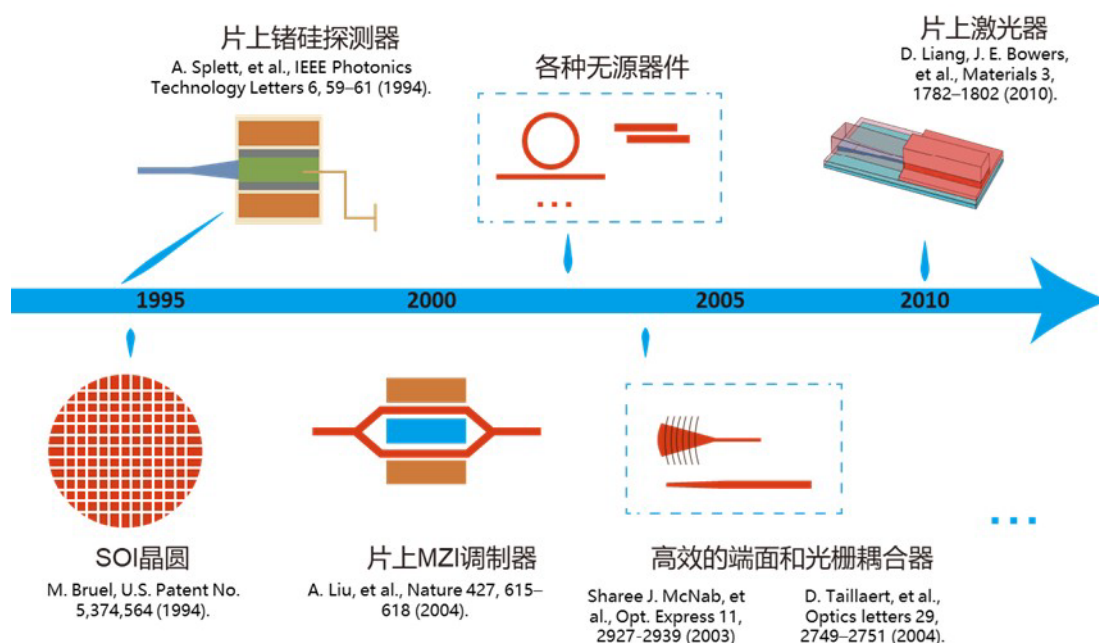 片上锗硅探测器
A. Splett, et al., IEEE Photonics
Technology Letters 6, 59–61 (1994).
各种无源器件
片上激光器
D. Liang, J. E. Bowers,
et al., Materials 3,
1782–1802 (2010).
1995
2000
2005
2010
SOI晶圆
M. Bruel, U.S. Patent No.
5,374,564 (1994).
片上MZI调制器
A. Liu, et al., Nature 427, 615–
618 (2004).
高效的端面和光栅耦合器
Sharee J. McNab, et
al., Opt. Express 11,
2927-2939 (2003)
D. Taillaert, et al.,
Optics letters 29,
2749–2751 (2004).